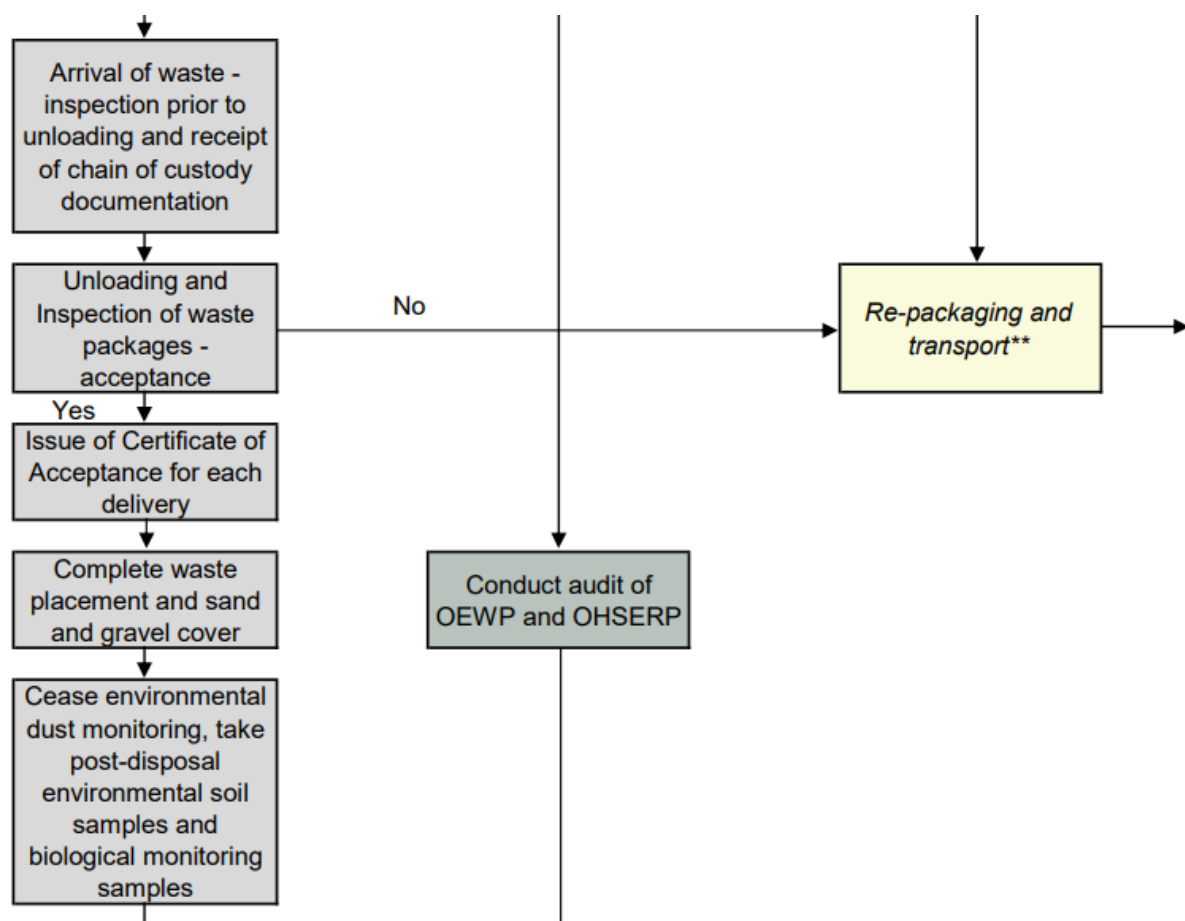 Arrival of waste -
inspection prior to
unloading and receipt
of chain of custody
documentation
Unloading and
Inspection of waste
packages -
acceptance
No
Re-packaging and
transport**
Yes
Issue of Certificate of
Acceptance for each
delivery
Complete waste
placement and sand
and gravel cover
Conduct audit of
OEWP and OHSERP
Cease environmental
dust monitoring, take
post-disposal
environmental soil
samples and
biological monitoring
samples